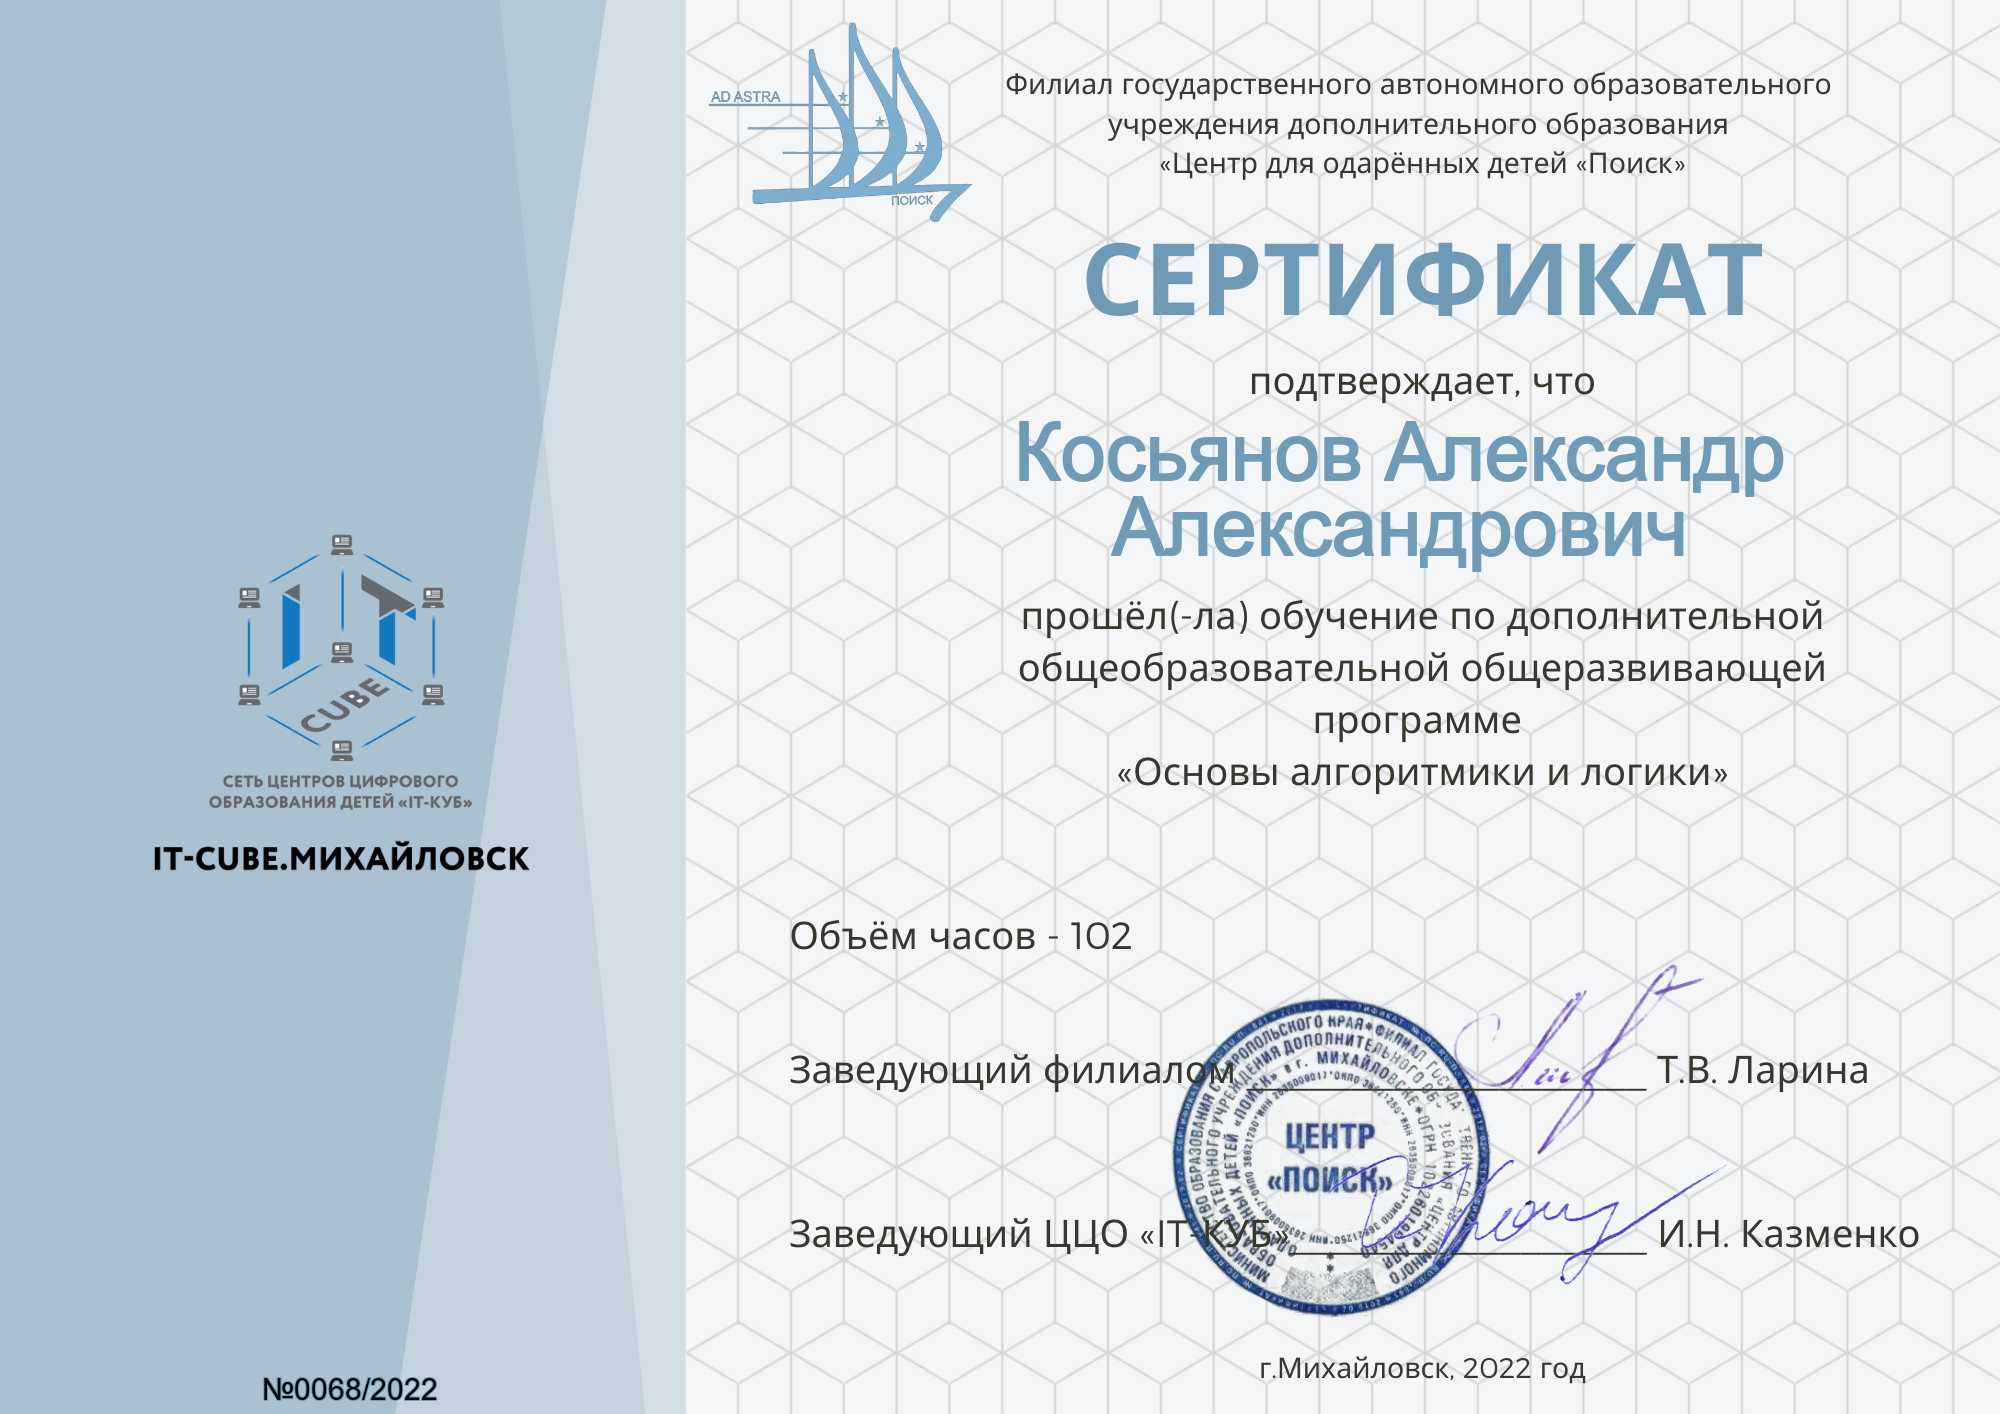 AD ASTRA
ПОИСК
Филиал государственного автономного образовательного
учреждения дополнительного образования
«Центр для одарённых детей «Поиск»
СЕРТИФИКАТ
подтверждает, что
Косьянов Александр
Александрович
прошёл(-ла) обучение по дополнительной
общеобразовательной общеразвивающей
программе
«Основы алгоритмики и логики»
IT
CUBE
СЕТЬ ЦЕНТРОВ ЦИФРОВОГО
ОБРАЗОВАНИЯ ДЕТЕЙ «IT-КУБ»
IT-CUBE.МИХАЙЛОВСК
Объём часов - 102
Заведующий филиалом Т.В. Ларина
ЦЕНТР
«ПОИСК»
Заведующий ЦЦО «IT-КУБ» И.Н. Казменко
г.Михайловск, 2022 год
№0068/2022